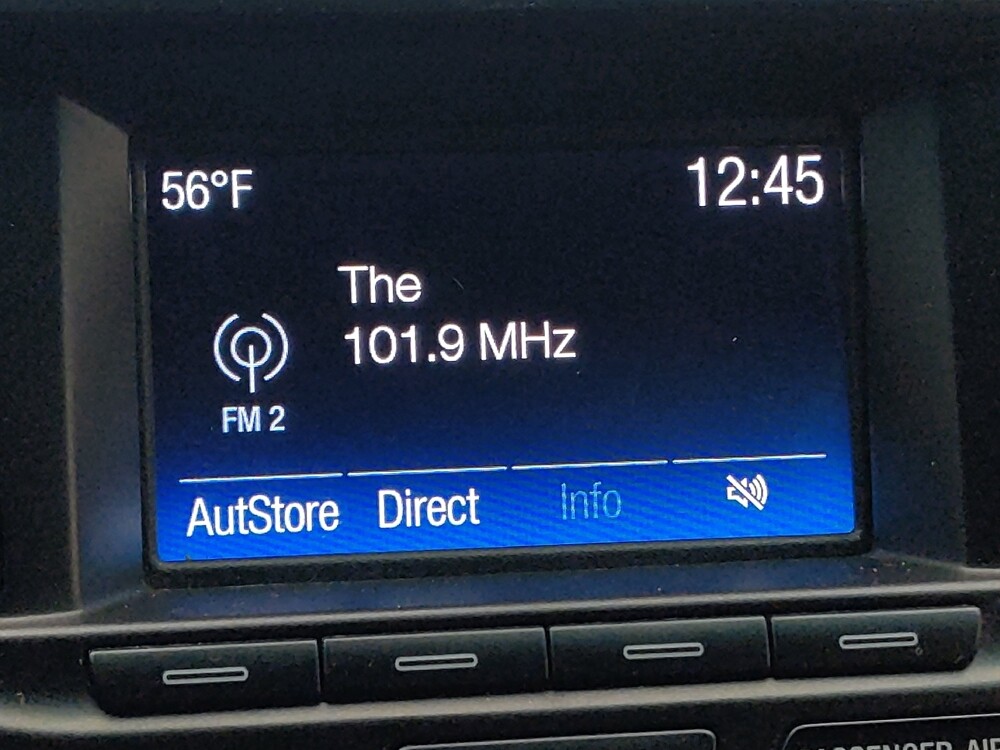 56°F
12:45
The
101.9 MHz
FM 2
AutStore
Direct
Info